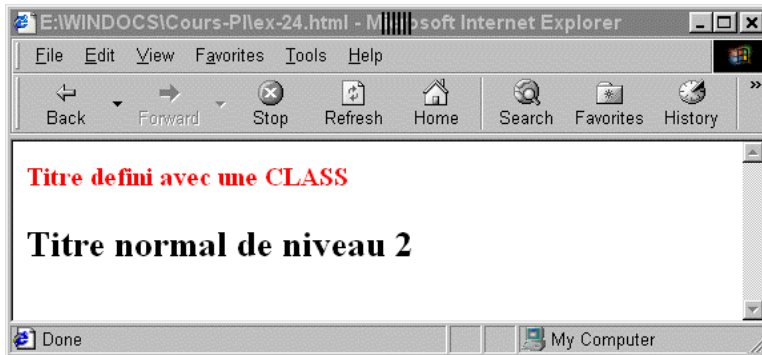 E:\WINDOCS\Cours-PI\ex-24.html - M soft Internet Explorer
File Edit View Favorites Tools Help
Back Forward Stop Refresh Home Search Favorites History »
Titre defini avec une CLASS
Titre normal de niveau 2
Done My Computer